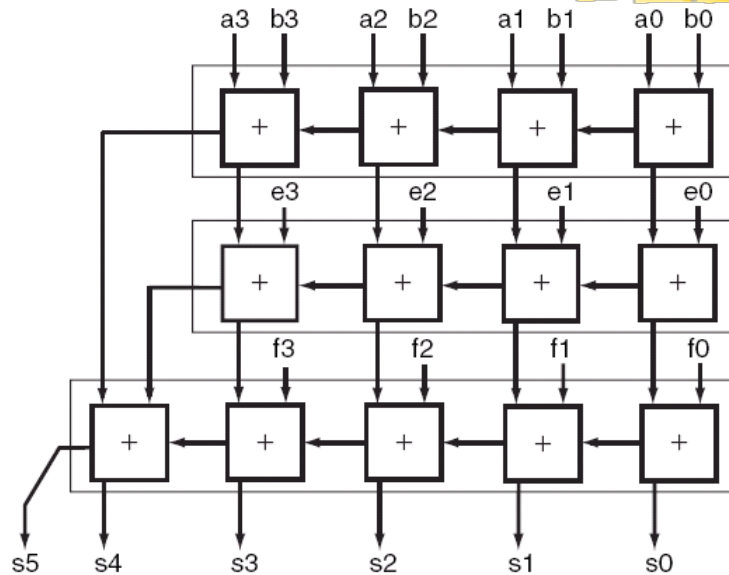 a3 b3 a2 b2 a1 b1 a0 b0
+ + + +
e3 e2 e1 e0
+ + + +
f3 f2 f1 f0
+ + + + +
s5 s4 s3 s2 s1 s0